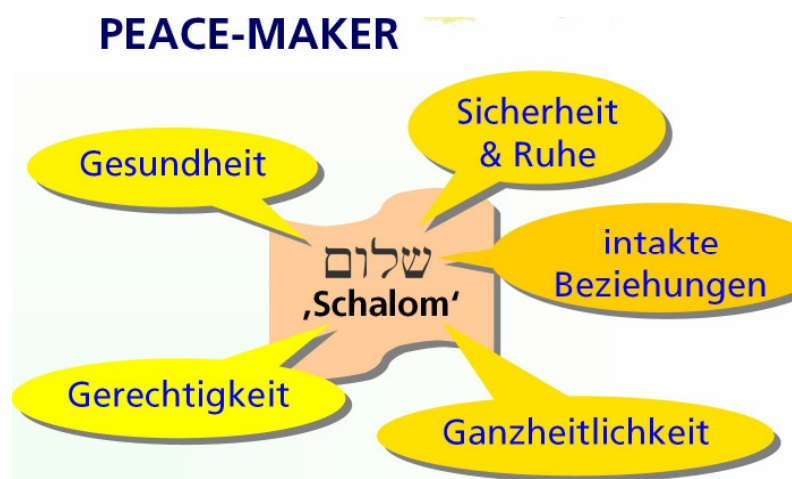 PEACE-MAKER
Gesundheit
Sicherheit
& Ruhe
שלום
‚Schalom‘
intakte
Beziehungen
Gerechtigkeit
Ganzheitlichkeit